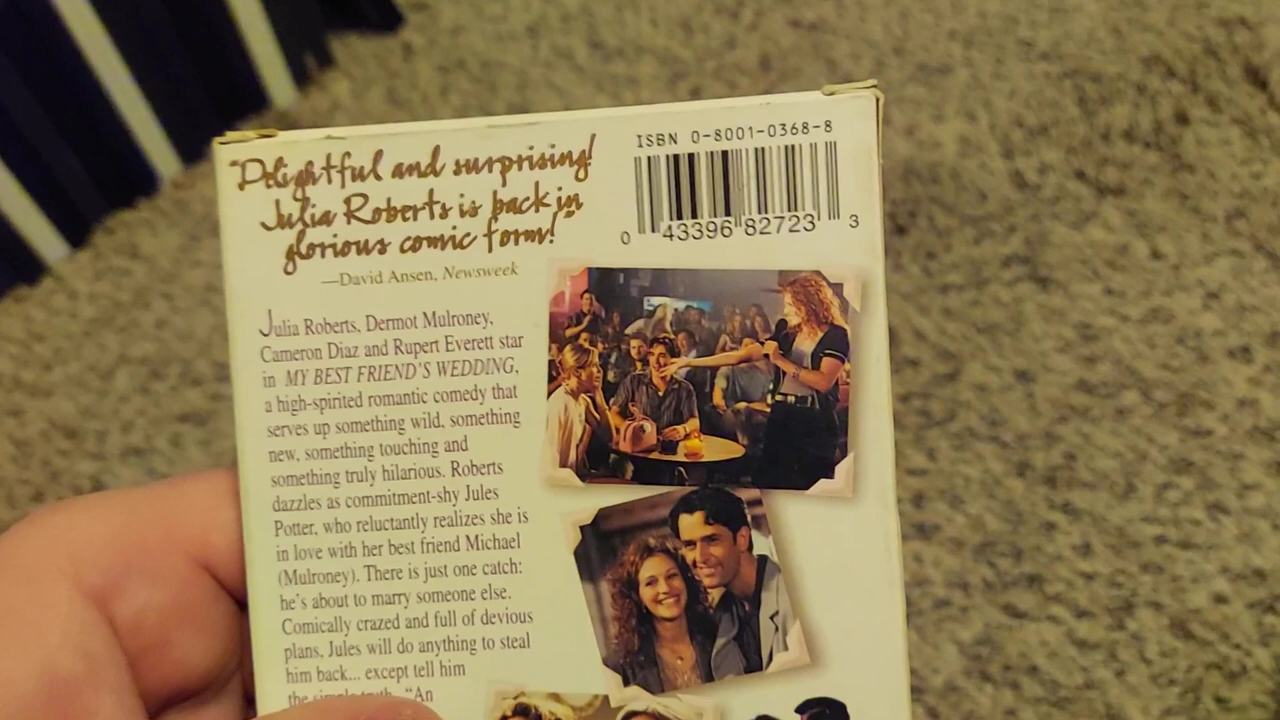 "Delightful and surprising!
Julia Roberts is back in
glorious comic form!"
—David Ansen, Newsweek
ISBN 0-8001-0368-8
0 43396 82723 3
Julia Roberts, Dermot Mulroney,
Cameron Diaz and Rupert Everett star
in MY BEST FRIEND'S WEDDING,
a high-spirited romantic comedy that
serves up something wild, something
new, something touching and
something truly hilarious. Roberts
dazzles as commitment-shy Jules
Potter, who reluctantly realizes she is
in love with her best friend Michael
(Mulroney). There is just one catch:
he's about to marry someone else.
Comically crazed and full of devious
plans, Jules will do anything to steal
him back... except tell him
the simple truth. "An